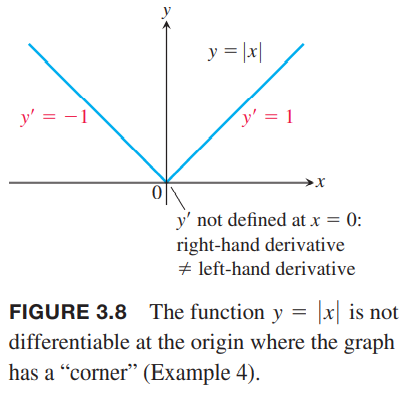 y
y = |x|
y′ = −1
y′ = 1
x
0
y′ not defined at x = 0:
right-hand derivative
≠ left-hand derivative
FIGURE 3.8 The function y = |x| is not
differentiable at the origin where the graph
has a “corner” (Example 4).